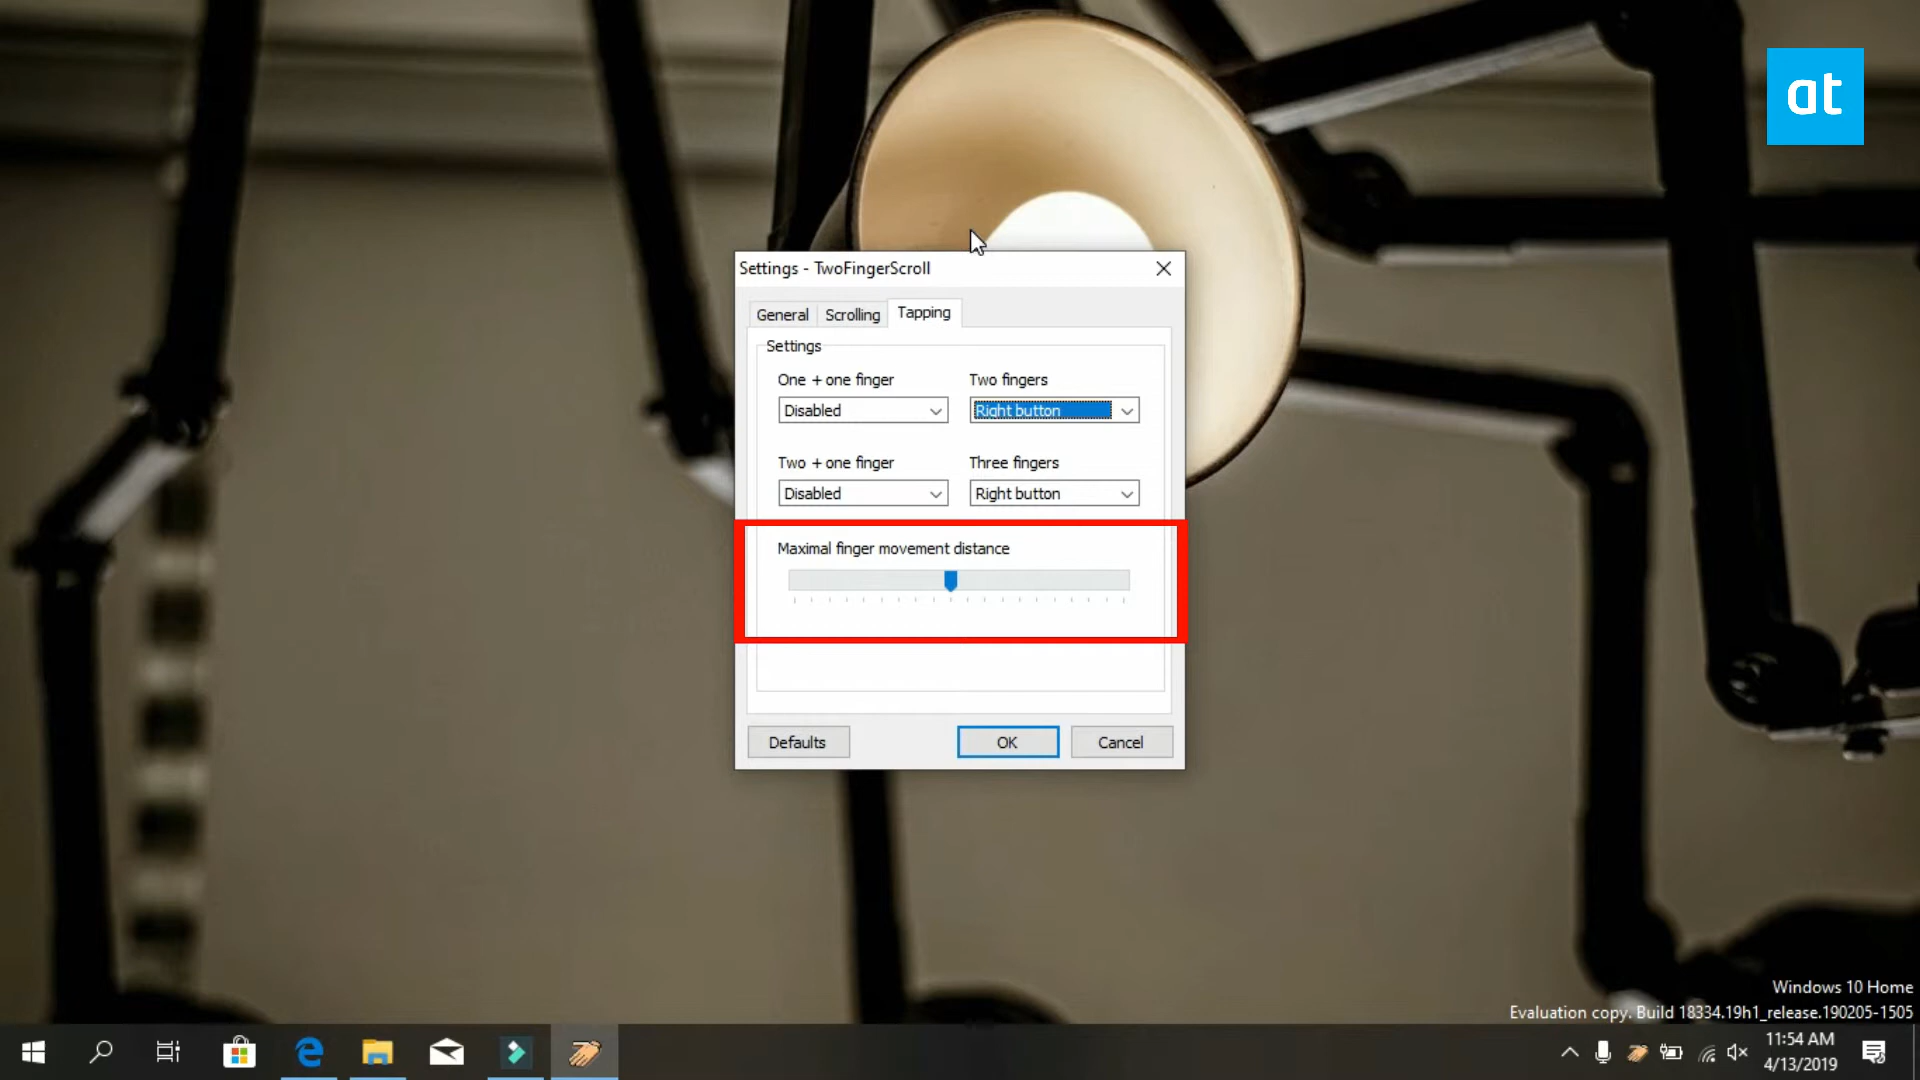 at
Settings - TwoFingerScroll
General Scrolling Tapping
Settings
One + one finger Two fingers
Disabled Right button
Two + one finger Three fingers
Disabled Right button
Maximal finger movement distance
Defaults OK Cancel
Windows 10 Home
Evaluation copy. Build 18334.19h1_release.190205-1505
11:54 AM
4/13/2019